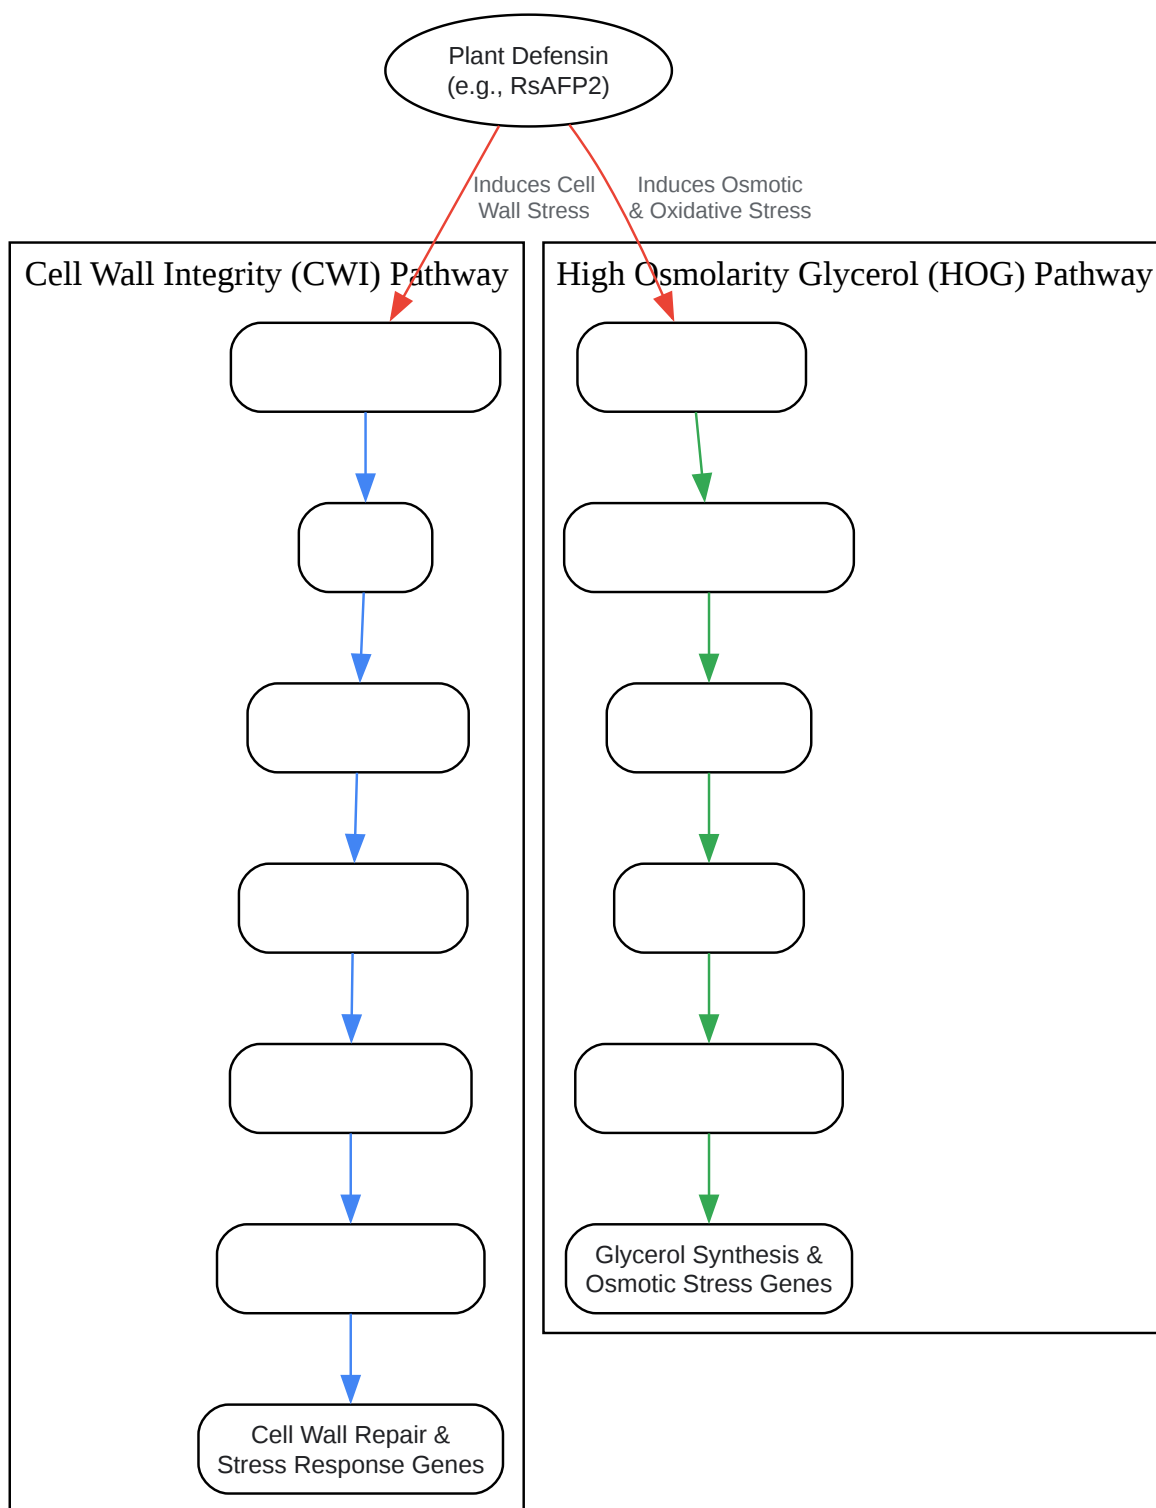 Plant Defensin
(e.g., RsAFP2)
Induces Cell
Wall Stress
Induces Osmotic
& Oxidative Stress
Cell Wall Integrity (CWI) Pathway
High Osmolarity Glycerol (HOG) Pathway
Glycerol Synthesis &
Osmotic Stress Genes
Cell Wall Repair &
Stress Response Genes